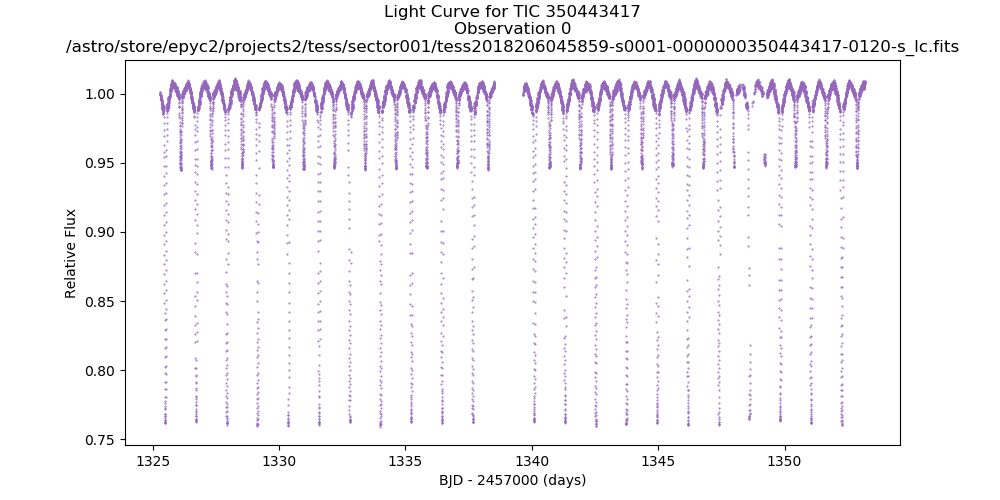 Light Curve for TIC 350443417
Observation 0
/astro/store/epyc2/projects2/tess/sector001/tess2018206045859-s0001-0000000350443417-0120-s_lc.fits
1.00
0.95
0.90
0.85
0.80
0.75
Relative Flux
1325
1330
1335
1340
1345
1350
BJD - 2457000 (days)